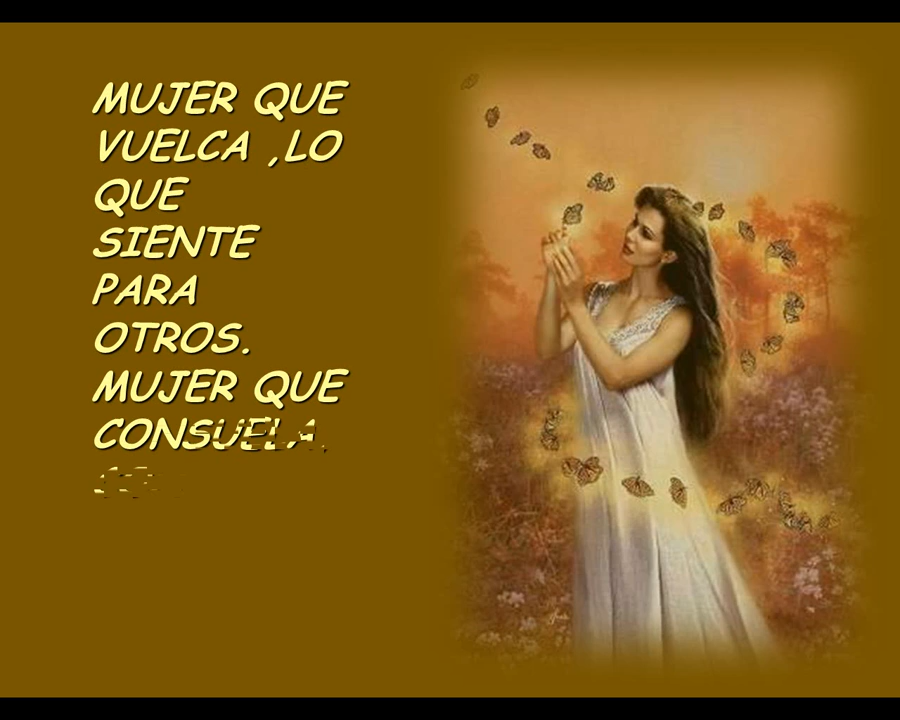 MUJER QUE
VUELCA ,LO
QUE
SIENTE
PARA
OTROS.
MUJER QUE
CONSUELA,